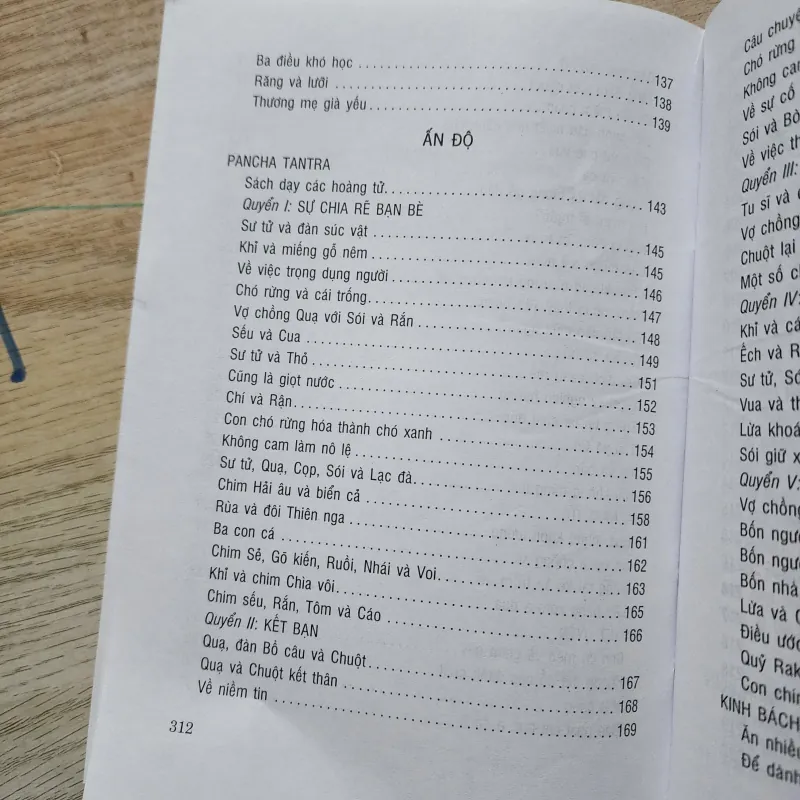 Ba điều khó học ........ 137
Răng và lưỡi ........ 138
Thương mẹ già yếu ........ 139
ẤN ĐỘ
PANCHA TANTRA
Sách dạy các hoàng tử ........ 143
Quyển I: SỰ CHIA RẼ BẠN BÈ
Sư tử và đàn súc vật ........ 145
Khỉ và miếng gỗ nêm ........ 145
Về việc trọng dụng người ........ 146
Chó rừng và cái trống ........ 147
Vợ chồng Quạ với Sói và Rắn ........ 148
Sếu và Cua ........ 149
Sư tử và Thỏ ........ 151
Cũng là giọt nước ........ 152
Chí và Rận ........ 153
Con chó rừng hóa thành chó xanh ........ 154
Không cam làm nô lệ ........ 155
Sư tử, Quạ, Cọp, Sói và Lạc đà ........ 156
Chim Hải âu và biển cả ........ 158
Rùa và đôi Thiên nga ........ 161
Ba con cá ........ 162
Chim Sẻ, Gõ kiến, Ruồi, Nhái và Voi ........ 163
Khỉ và chim Chìa vôi ........ 165
Chim sếu, Rắn, Tôm và Cáo ........ 166
Quyển II: KẾT BẠN
Quạ, đàn Bồ câu và Chuột ........ 167
Quạ và Chuột kết thân ........ 168
Về niềm tin ........ 169
312
Câu
Chó rừng
Không cam
Về sự cố
Sói và Bò
Về việc
Quyển III:
Tu sĩ và
Vợ chồng
Chuột lại
Một số
Quyển IV:
Khỉ và
Ếch và
Sư tử,
Vua và
Lừa
Sói giữ
Quyển V:
Vợ chồng
Bốn
Bốn
Bốn nhà
Lừa và
Điều ước
Quỷ
Con
KINH BÁCH
Ăn nhiều
Để dành